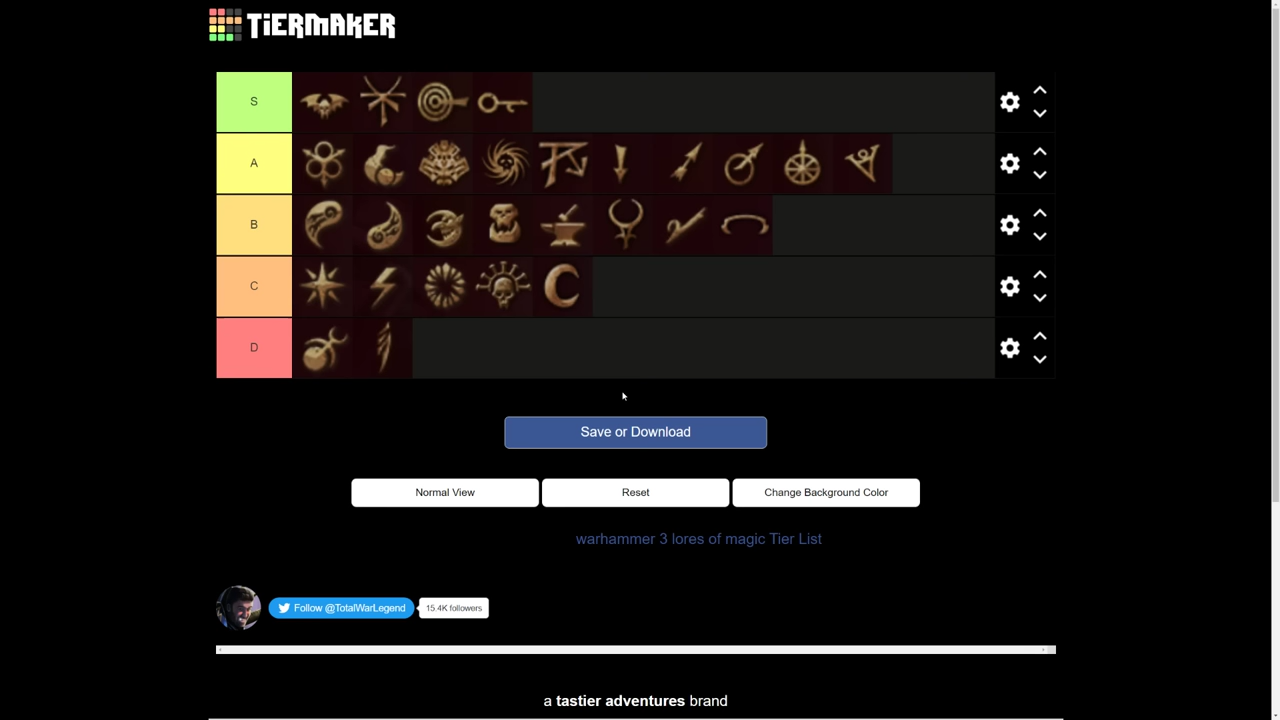 TiERMAKER
S
A
B
C
D
Save or Download
Normal View
Reset
Change Background Color
warhammer 3 lores of magic Tier List
Follow @TotalWarLegend
15.4K followers
a tastier adventures brand